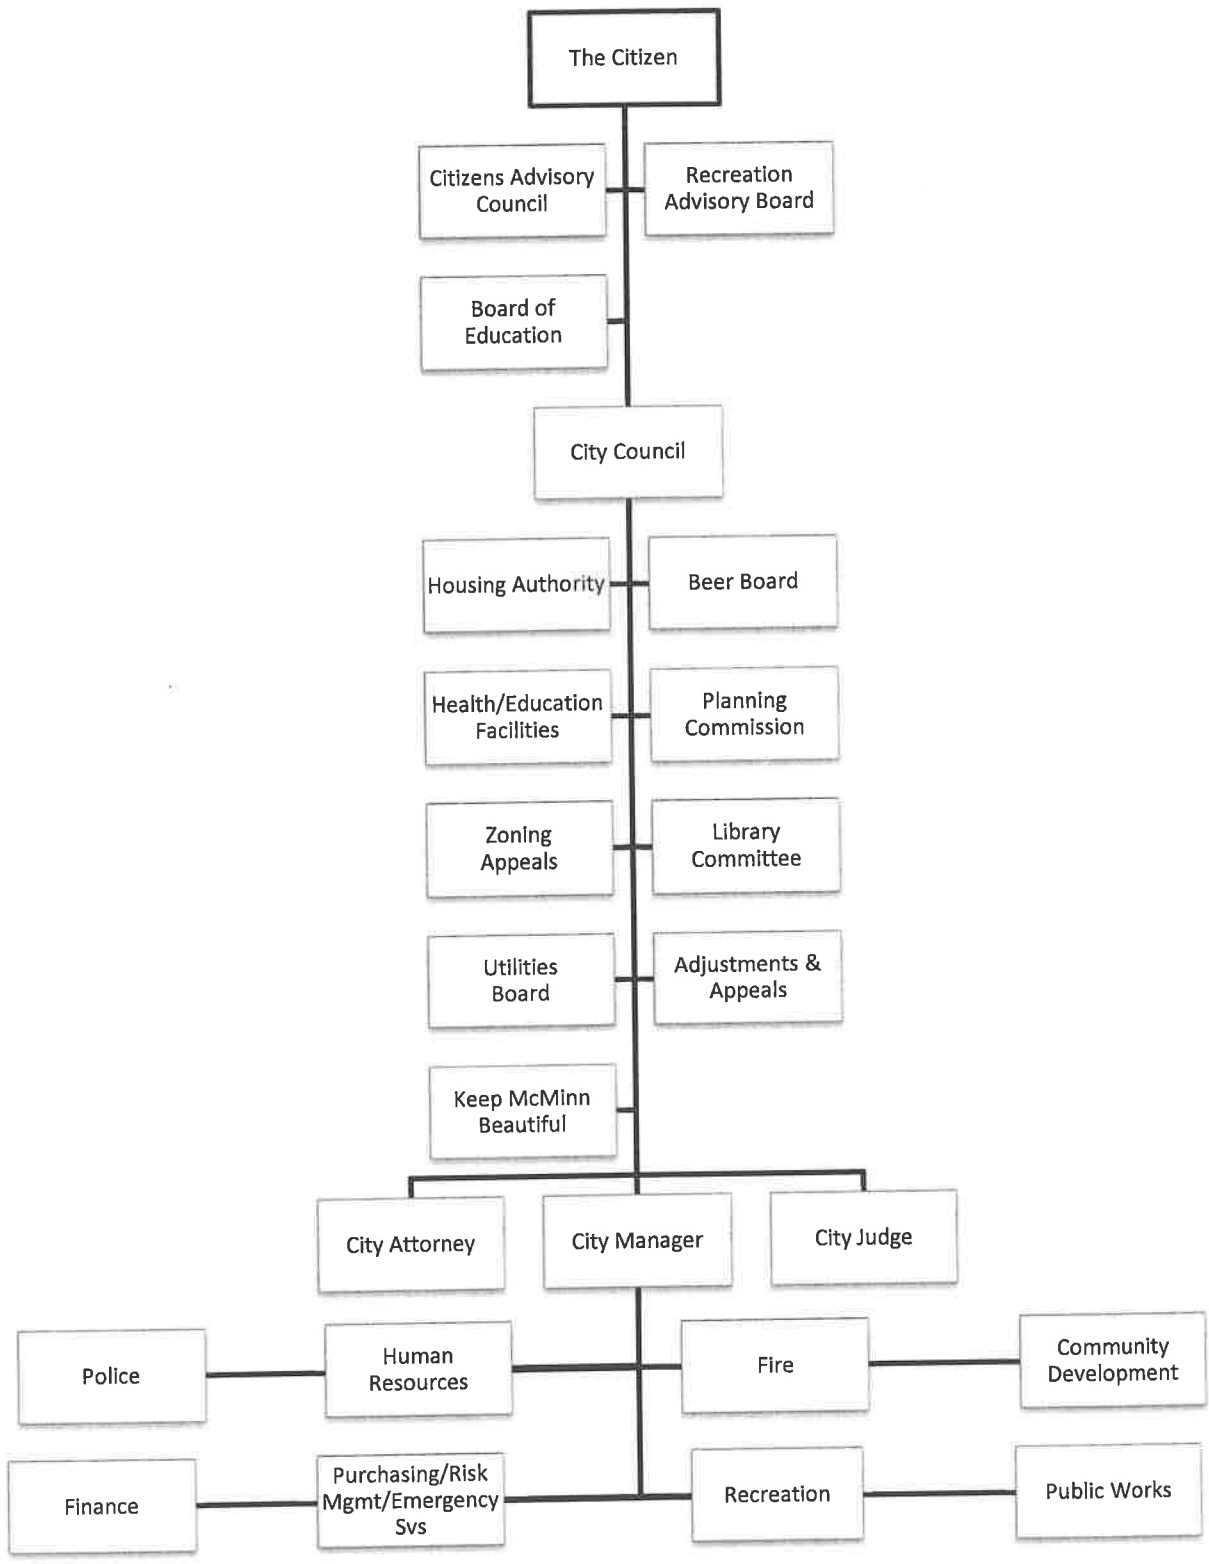 The Citizen
Citizens Advisory
Council
Recreation
Advisory Board
Board of
Education
City Council
Housing Authority
Beer Board
Health/Education
Facilities
Planning
Commission
Zoning
Appeals
Library
Committee
Utilities
Board
Adjustments &
Appeals
Keep McMinn
Beautiful
City Attorney
City Manager
City Judge
Police
Human
Resources
Fire
Community
Development
Finance
Purchasing/Risk
Mgmt/Emergency
Svs
Recreation
Public Works